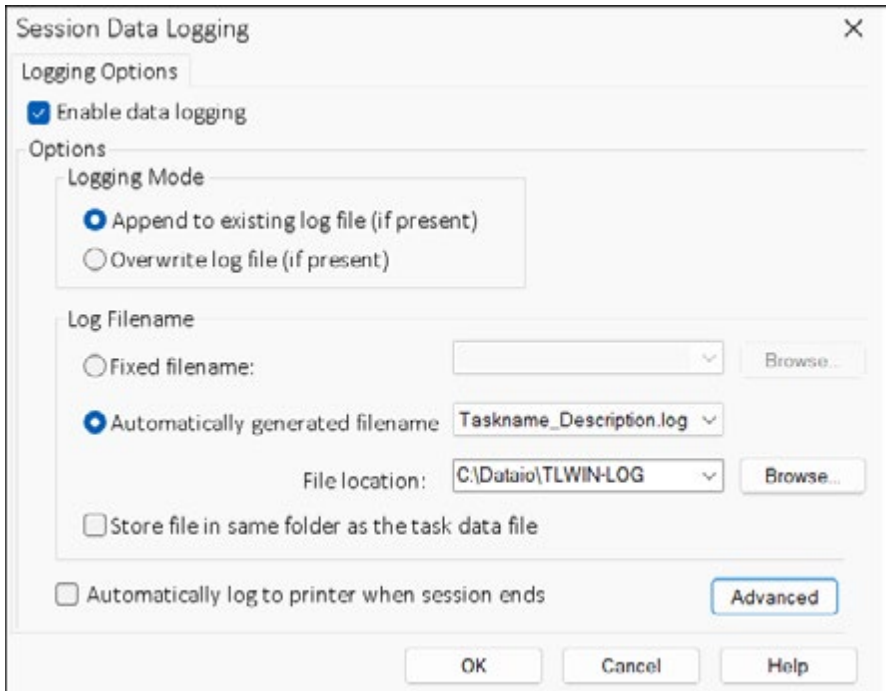 Session Data Logging
Logging Options
Enable data logging
Options
Logging Mode
Append to existing log file (if present)
Overwrite log file (if present)
Log Filename
Fixed filename:
Browse...
Automatically generated filename
Taskname_Description.log
File location:
C:\Dataio\TLWIN-LOG
Browse...
Store file in same folder as the task data file
Automatically log to printer when session ends
Advanced
OK
Cancel
Help